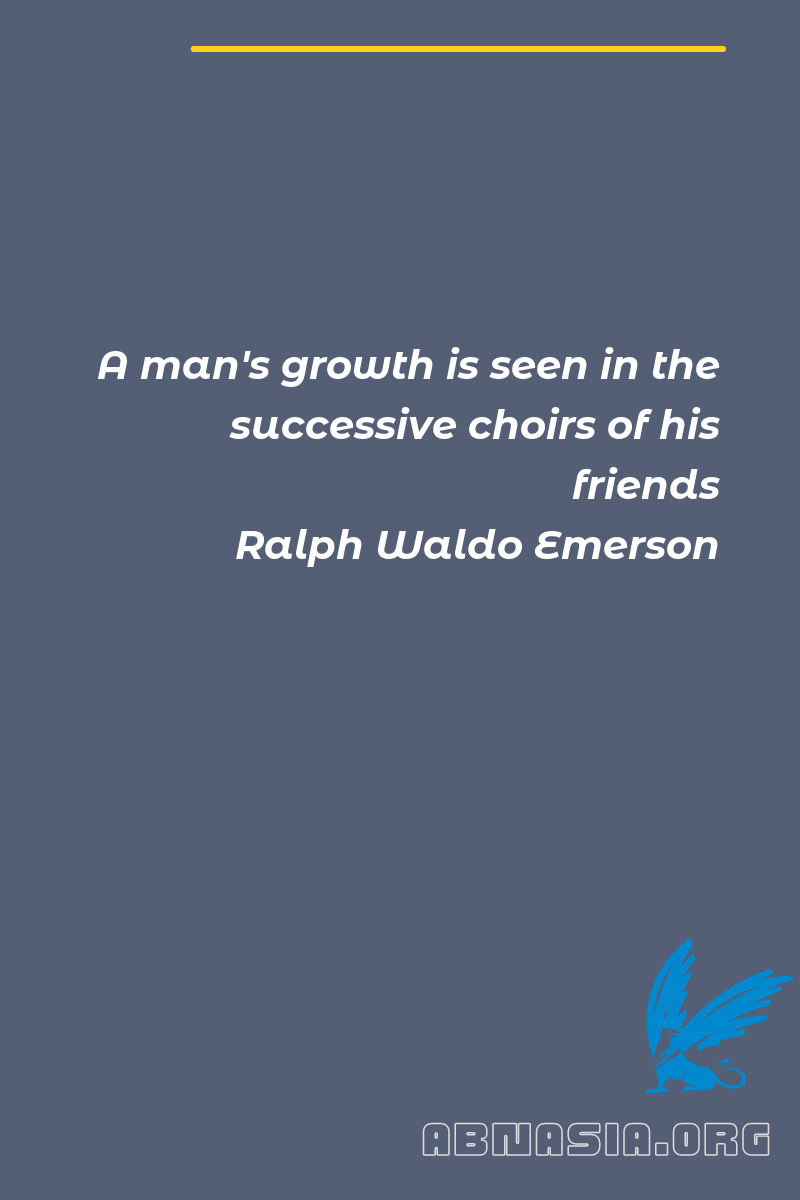 A man's growth is seen in the
successive choirs of his
friends
Ralph Waldo Emerson
ABNASIA.ORG